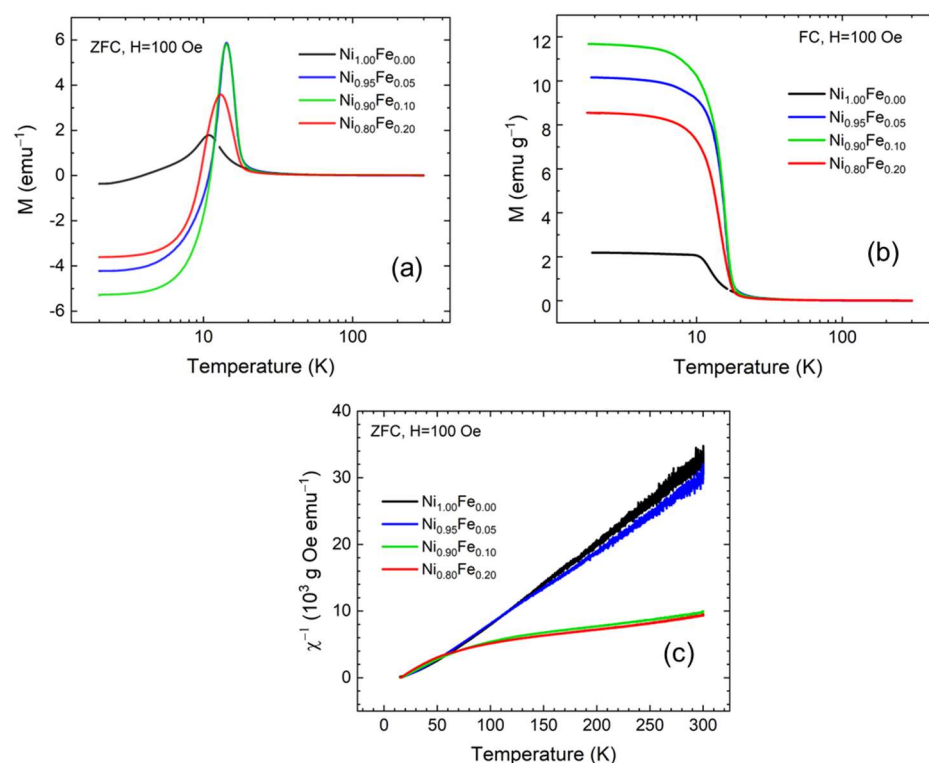 ZFC, H=100 Oe
Ni1.00Fe0.00
Ni0.95Fe0.05
Ni0.90Fe0.10
Ni0.80Fe0.20
6
4
2
0
-2
-4
-6
M (emu⁻¹)
(a)
10
100
Temperature (K)
FC, H=100 Oe
Ni1.00Fe0.00
Ni0.95Fe0.05
Ni0.90Fe0.10
Ni0.80Fe0.20
12
10
8
6
4
2
0
M (emu g⁻¹)
(b)
10
100
Temperature (K)
ZFC, H=100 Oe
Ni1.00Fe0.00
Ni0.95Fe0.05
Ni0.90Fe0.10
Ni0.80Fe0.20
40
30
20
10
0
χ⁻¹ (10³ g Oe emu⁻¹)
(c)
0
50
100
150
200
250
300
Temperature (K)